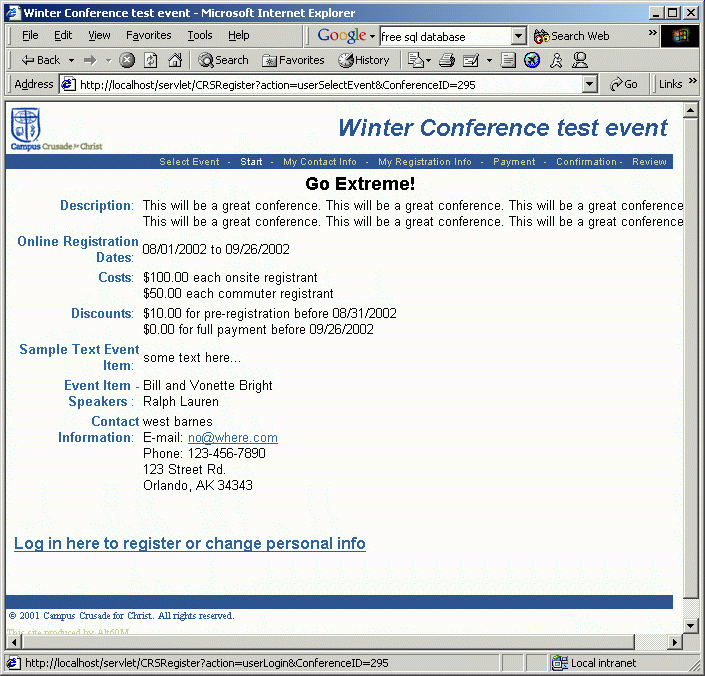 Winter Conference test event - Microsoft Internet Explorer
File Edit View Favorites Tools Help Google free sql database Search Web »
Back Search Favorites History
Address http://localhost/servlet/CRSRegister?action=userSelectEvent&ConferenceID=295 Go Links »
Campus Crusade for Christ
Winter Conference test event
Select Event - Start - My Contact Info - My Registration Info - Payment - Confirmation - Review
Go Extreme!
Description: This will be a great conference. This will be a great conference. This will be a great conference
This will be a great conference. This will be a great conference. This will be a great conference
Online Registration
Dates: 08/01/2002 to 09/26/2002
Costs: $100.00 each onsite registrant
$50.00 each commuter registrant
Discounts: $10.00 for pre-registration before 08/31/2002
$0.00 for full payment before 09/26/2002
Sample Text Event
Item: some text here...
Event Item - Bill and Vonette Bright
Speakers : Ralph Lauren
Contact west barnes
Information: E-mail: no@where.com
Phone: 123-456-7890
123 Street Rd.
Orlando, AK 34343
Log in here to register or change personal info
© 2001 Campus Crusade for Christ. All rights reserved.
This site produced by Alt60M
http://localhost/servlet/CRSRegister?action=userLogin&ConferenceID=295 Local intranet